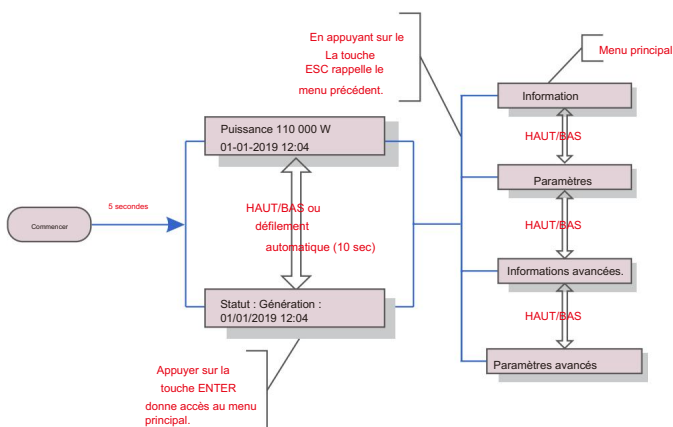 En appuyant sur le
La touche
ESC rappelle le
menu précédent.
Menu principal
Information
HAUT/BAS
Puissance 110 000 W
01-01-2019 12:04
Paramètres
5 secondes
Commencer
HAUT/BAS ou
défilement
automatique (10 sec)
HAUT/BAS
Informations avancées.
Statut : Génération :
01/01/2019 12:04
HAUT/BAS
Paramètres avancés
Appuyer sur la
touche ENTER
donne accès au menu
principal.